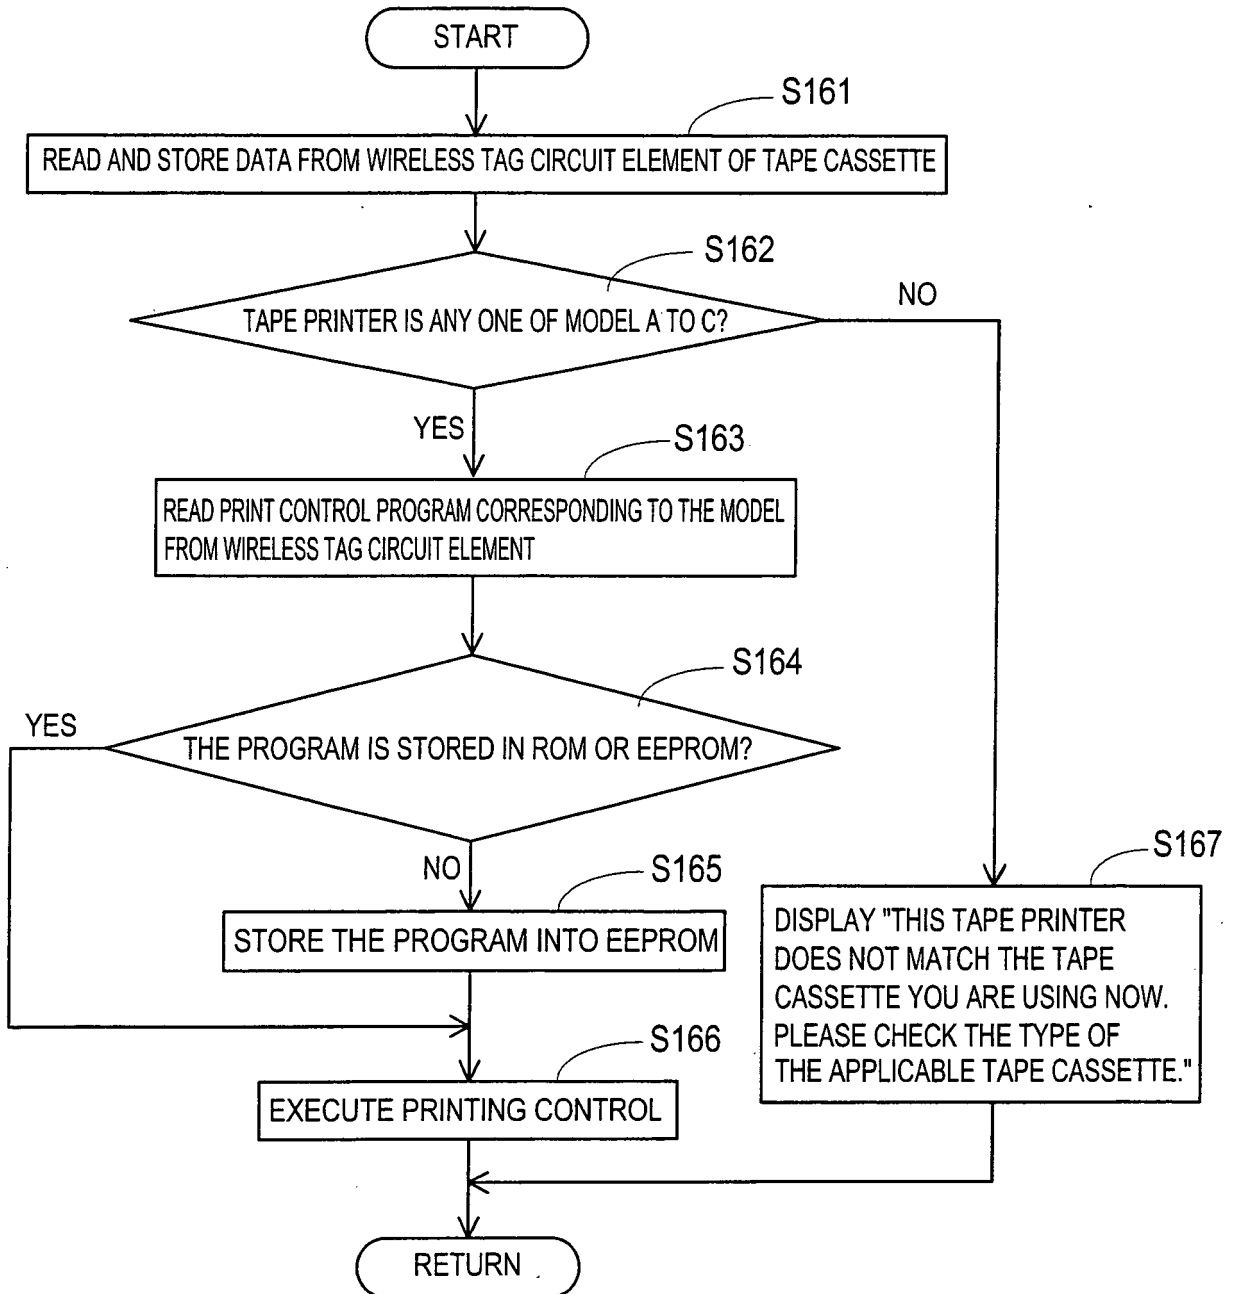 START
S161
READ AND STORE DATA FROM WIRELESS TAG CIRCUIT ELEMENT OF TAPE CASSETTE
S162
NO
TAPE PRINTER IS ANY ONE OF MODEL A TO C?
YES
S163
READ PRINT CONTROL PROGRAM CORRESPONDING TO THE MODEL
FROM WIRELESS TAG CIRCUIT ELEMENT
S164
YES
THE PROGRAM IS STORED IN ROM OR EEPROM?
NO
S165
STORE THE PROGRAM INTO EEPROM
S167
DISPLAY "THIS TAPE PRINTER
DOES NOT MATCH THE TAPE
CASSETTE YOU ARE USING NOW.
PLEASE CHECK THE TYPE OF
THE APPLICABLE TAPE CASSETTE."
S166
EXECUTE PRINTING CONTROL
RETURN